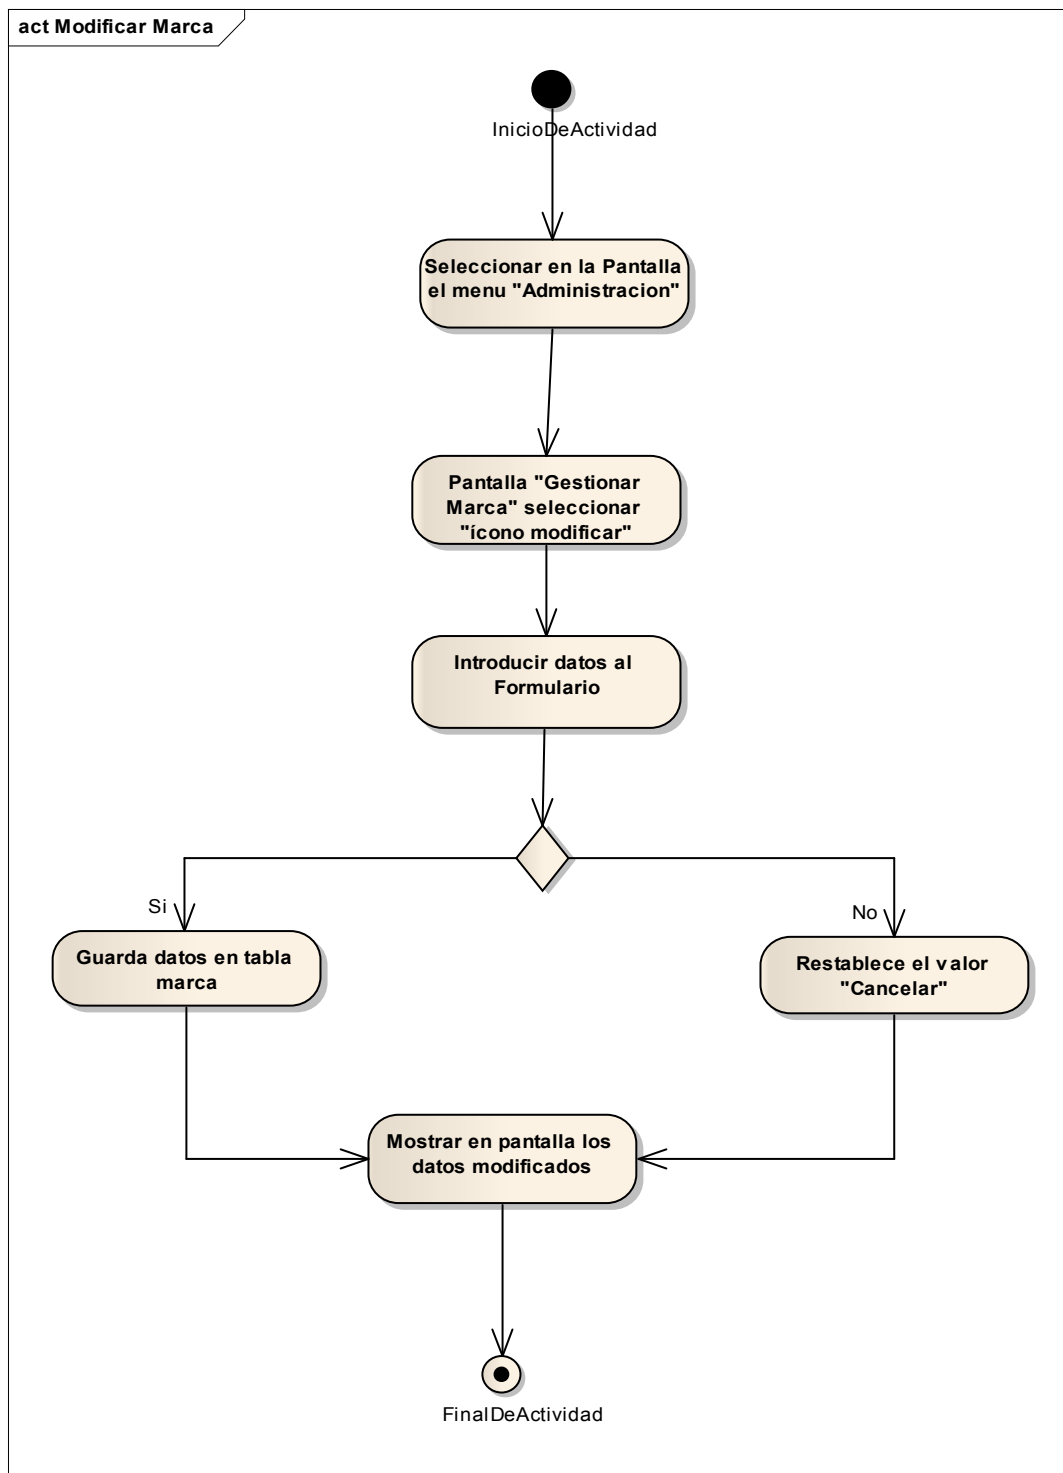 act Modificar Marca
InicioDeActividad
Seleccionar en la Pantalla
el menu "Administracion"
Pantalla "Gestionar
Marca" seleccionar
"ícono modificar"
Introducir datos al
Formulario
Si
No
Guarda datos en tabla
marca
Restablece el valor
"Cancelar"
Mostrar en pantalla los
datos modificados
FinalDeActividad